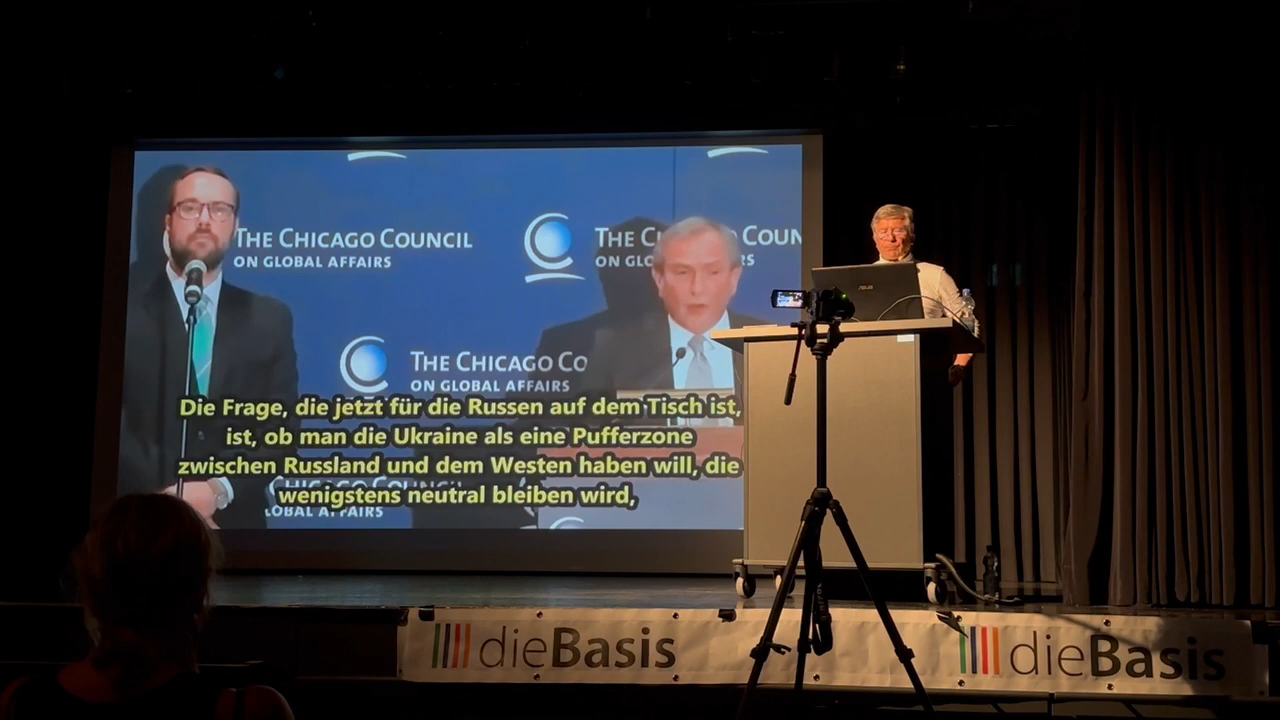 THE CHICAGO COUNCIL
ON GLOBAL AFFAIRS
THE CHICAGO COUN
ON GLOBAL AFFAIRS
THE CHICAGO CO
ON GLOBAL AFFAIRS
Die Frage, die jetzt für die Russen auf dem Tisch ist,
ist, ob man die Ukraine als eine Pufferzone
zwischen Russland und dem Westen haben will, die
wenigstens neutral bleiben wird,
GLOBAL AFFAIRS
ASUS
dieBasis
dieBasis